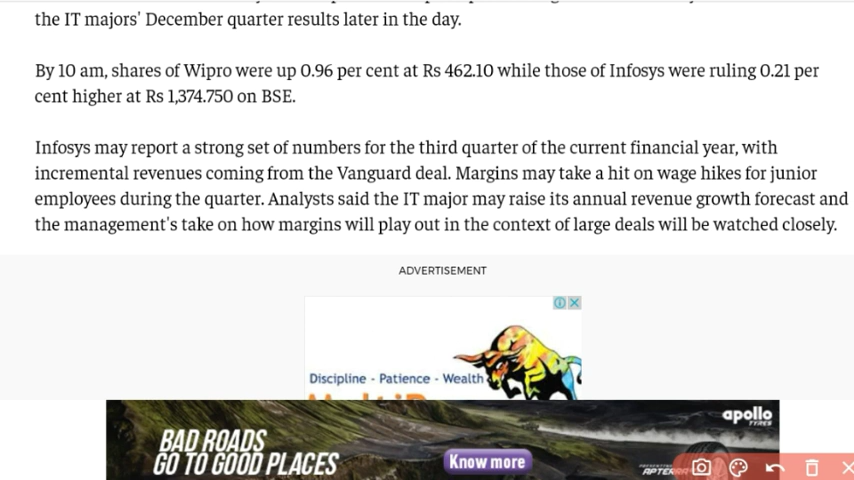 the IT majors' December quarter results later in the day.
By 10 am, shares of Wipro were up 0.96 per cent at Rs 462.10 while those of Infosys were ruling 0.21 per
cent higher at Rs 1,374.750 on BSE.
Infosys may report a strong set of numbers for the third quarter of the current financial year, with
incremental revenues coming from the Vanguard deal. Margins may take a hit on wage hikes for junior
employees during the quarter. Analysts said the IT major may raise its annual revenue growth forecast and
the management's take on how margins will play out in the context of large deals will be watched closely.
ADVERTISEMENT
Discipline - Patience - Wealth
apollo
TYRES
BAD ROADS
GO TO GOOD PLACES
Know more